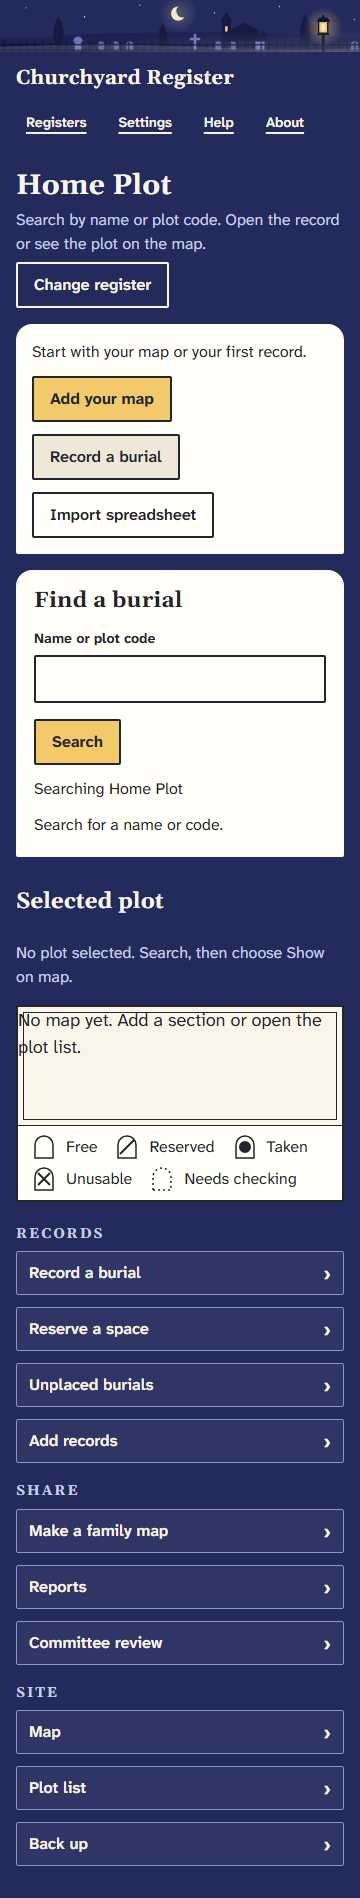 Churchyard Register
Registers Settings Help About
Home Plot
Search by name or plot code. Open the record
or see the plot on the map.
Change register
Start with your map or your first record.
Add your map
Record a burial
Import spreadsheet
Find a burial
Name or plot code
Search
Searching Home Plot
Search for a name or code.
Selected plot
No plot selected. Search, then choose Show
on map.
No map yet. Add a section or open the
plot list.
Free Reserved Taken
Unusable Needs checking
RECORDS
Record a burial ›
Reserve a space ›
Unplaced burials ›
Add records ›
SHARE
Make a family map ›
Reports ›
Committee review ›
SITE
Map ›
Plot list ›
Back up ›